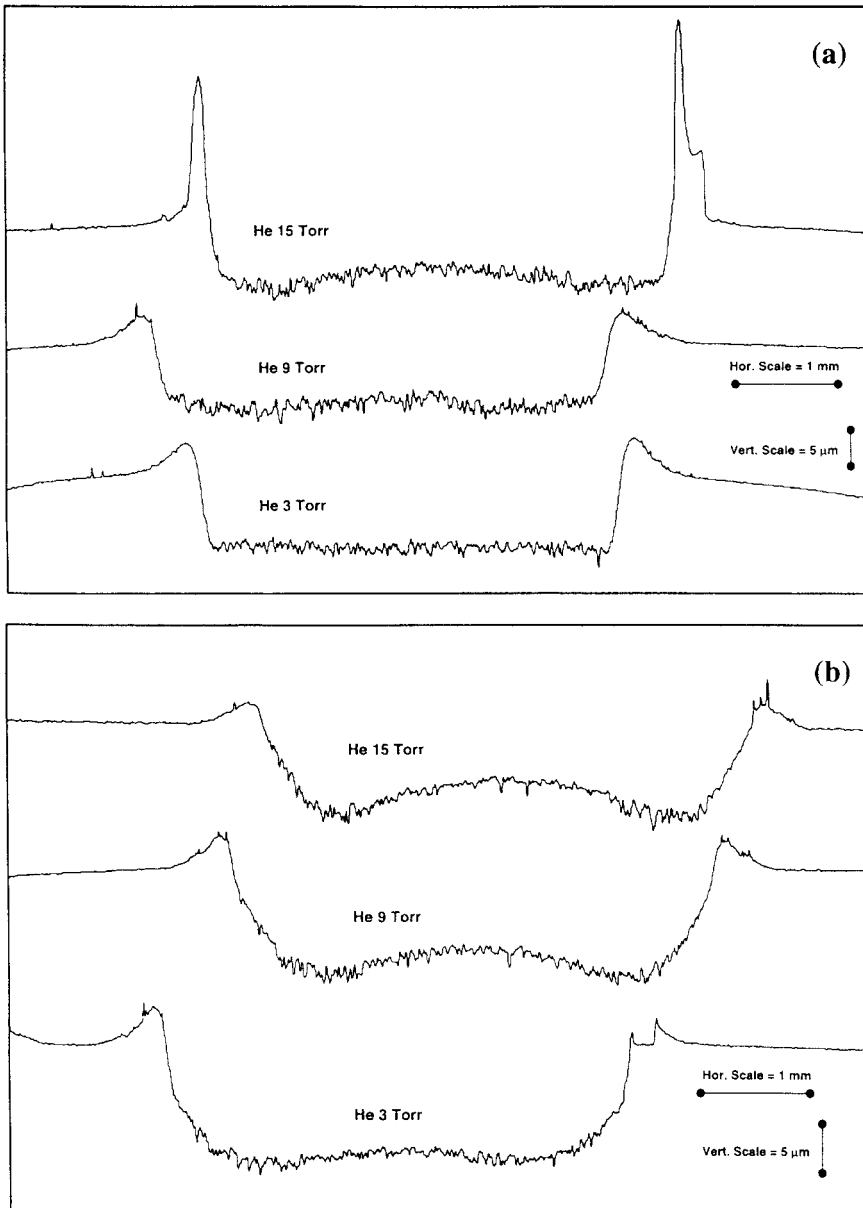 (a)
He 15 Torr
He 9 Torr
Hor. Scale = 1 mm
Vert. Scale = 5 μm
He 3 Torr
(b)
He 15 Torr
He 9 Torr
Hor. Scale = 1 mm
He 3 Torr
Vert. Scale = 5 μm